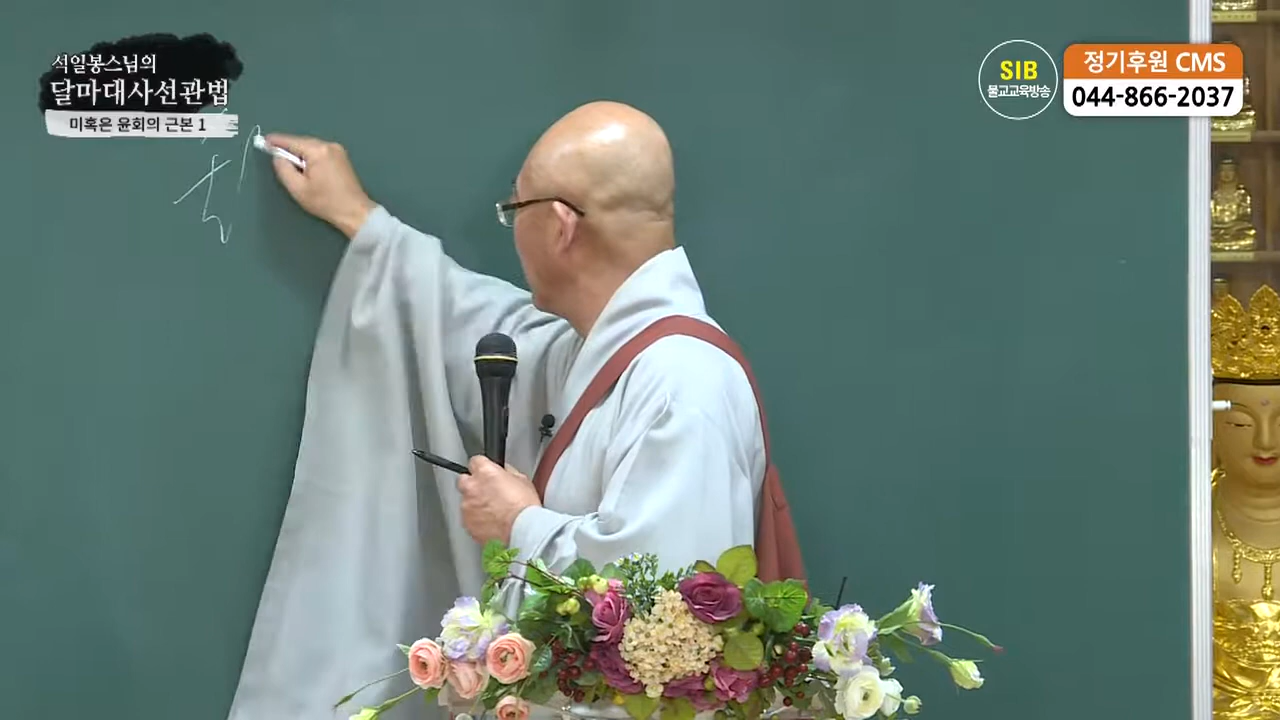 석일봉스님의
달마대사선관법
미혹은 윤회의 근본 1
SIB
불교교육방송
정기후원 CMS
044-866-2037